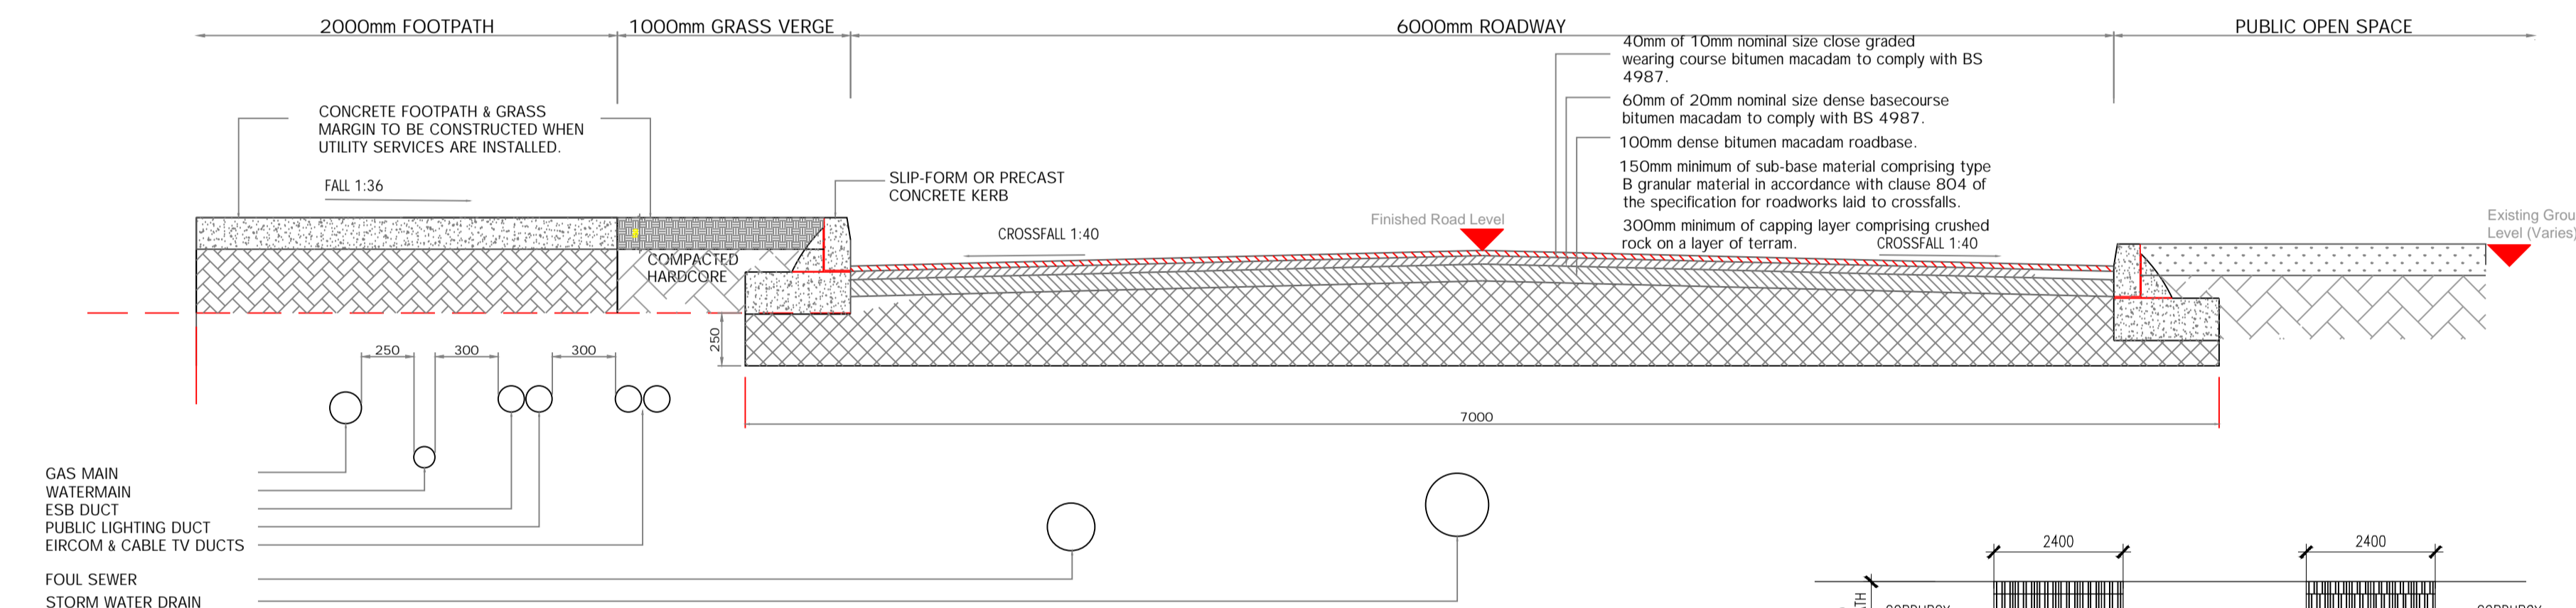 2000mm FOOTPATH
1000mm GRASS VERGE
6000mm ROADWAY
PUBLIC OPEN SPACE
CONCRETE FOOTPATH & GRASS
MARGIN TO BE CONSTRUCTED WHEN
UTILITY SERVICES ARE INSTALLED.
FALL 1:36
SLIP-FORM OR PRECAST
CONCRETE KERB
COMPACTED
HARDCORE
CROSSFALL 1:40
Finished Road Level
40mm of 10mm nominal size close graded
wearing course bitumen macadam to comply with BS
4987.
60mm of 20mm nominal size dense basecourse
bitumen macadam to comply with BS 4987.
100mm dense bitumen macadam roadbase.
150mm minimum of sub-base material comprising type
B granular material in accordance with clause 804 of
the specification for roadworks laid to crossfalls.
300mm minimum of capping layer comprising crushed
rock on a layer of terram.
CROSSFALL 1:40
Existing Grou
Level (Varies)
250
300
300
250
7000
GAS MAIN
WATERMAIN
ESB DUCT
PUBLIC LIGHTING DUCT
EIRCOM & CABLE TV DUCTS
FOUL SEWER
STORM WATER DRAIN
2400
2400